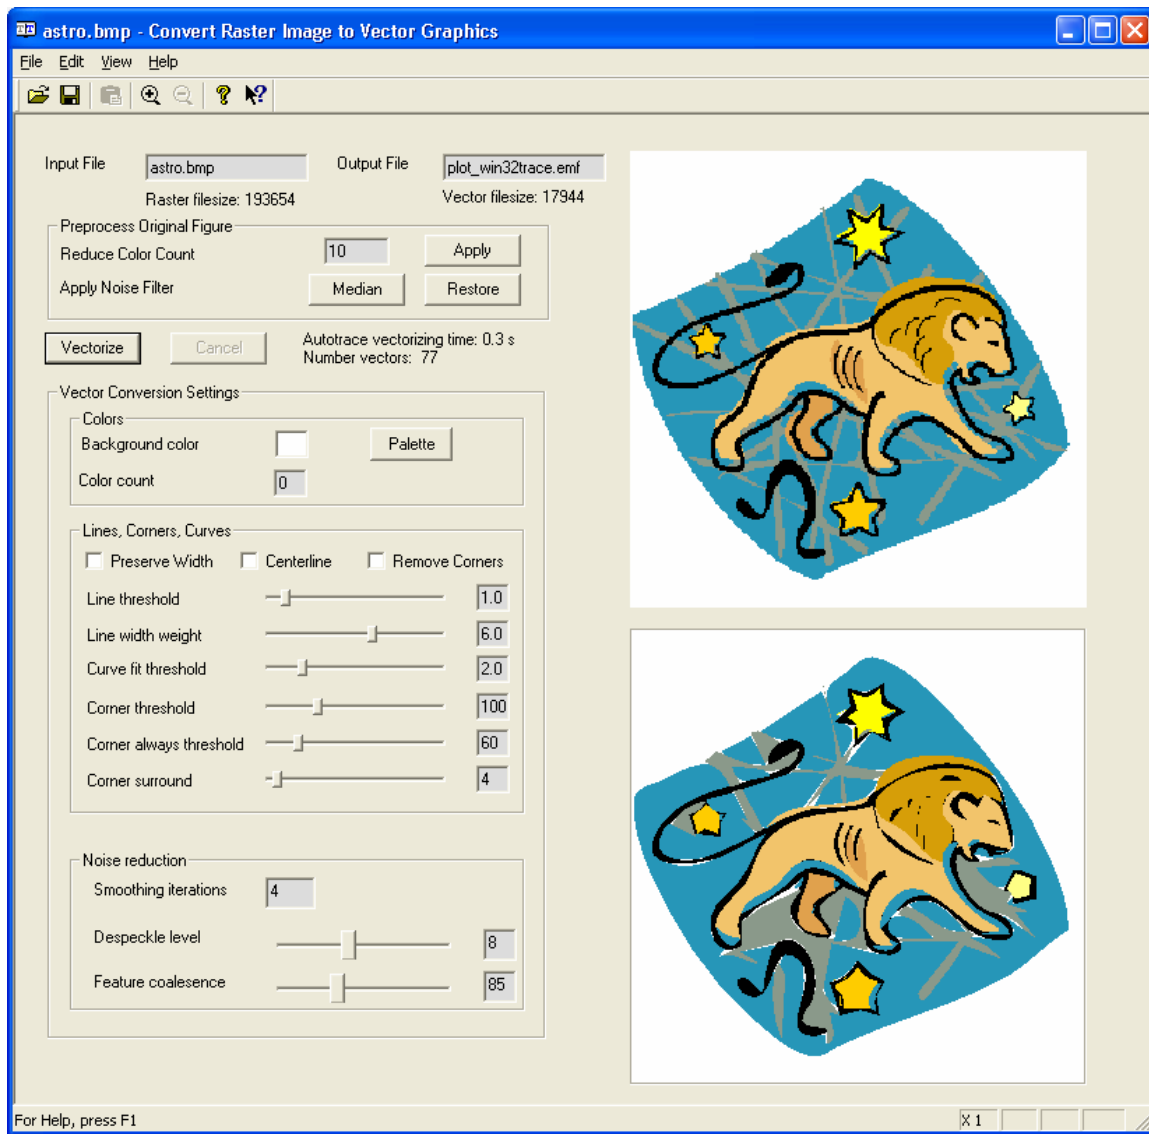 astro.bmp - Convert Raster Image to Vector Graphics
File Edit View Help
Input File astro.bmp Output File plot_win32trace.emf
Raster filesize: 193654 Vector filesize: 17944
Preprocess Original Figure
Reduce Color Count 10 Apply
Apply Noise Filter Median Restore
Vectorize Cancel Autotrace vectorizing time: 0.3 s
Number vectors: 77
Vector Conversion Settings
Colors
Background color Palette
Color count 0
Lines, Corners, Curves
Preserve Width Centerline Remove Corners
Line threshold 1.0
Line width weight 6.0
Curve fit threshold 2.0
Corner threshold 100
Corner always threshold 60
Corner surround 4
Noise reduction
Smoothing iterations 4
Despeckle level 8
Feature coalesence 85
For Help, press F1 X 1